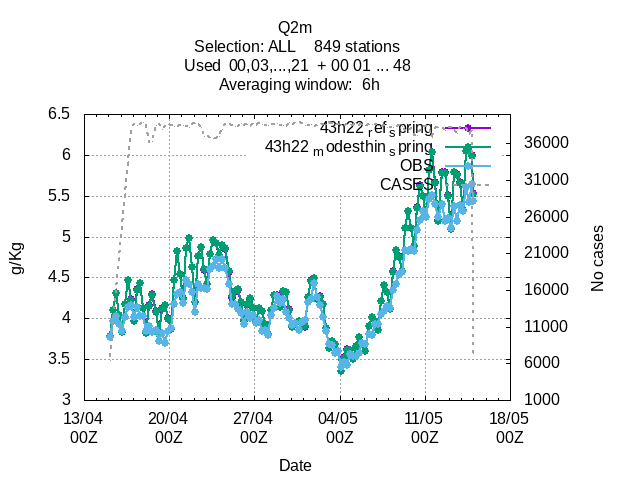 Q2m
Selection: ALL    849 stations
Used  00,03,...,21  + 00 01 ... 48
Averaging window:  6h
43h22_ref_spring
43h22_modesthin_spring
OBS
CASES
6.5
6
5.5
5
4.5
4
3.5
3
36000
31000
26000
21000
16000
11000
6000
1000
g/Kg
No cases
13/04 20/04 27/04 04/05 11/05 18/05
00Z 00Z 00Z 00Z 00Z 00Z
Date